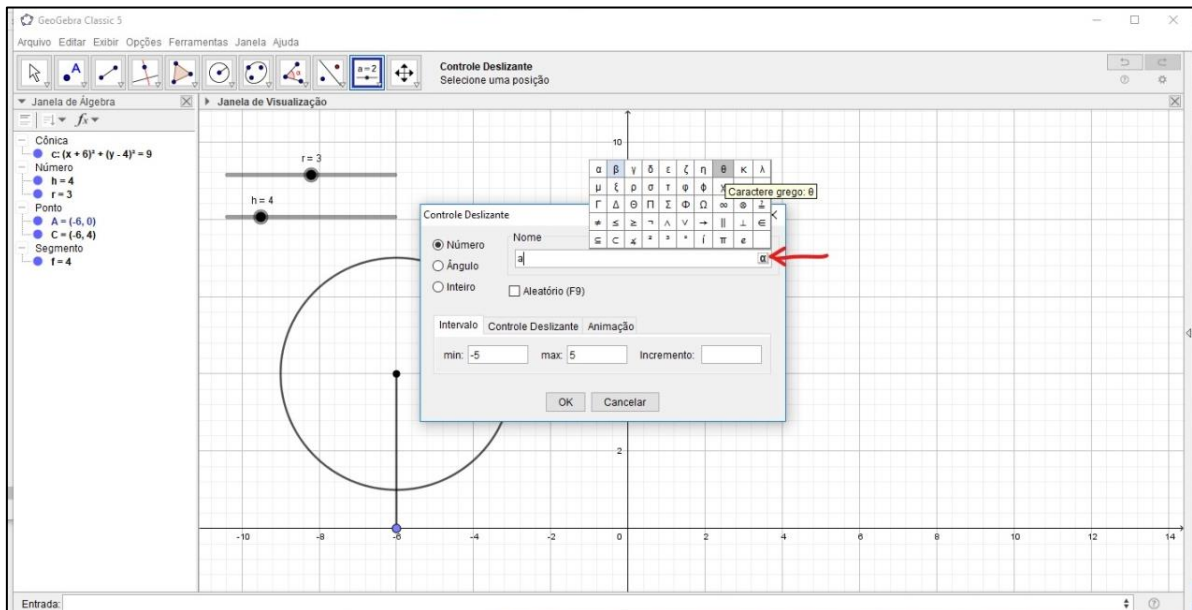 GeoGebra Classic 5
Arquivo Editar Exibir Opções Ferramentas Janela Ajuda
A
a=2
Controle Deslizante
Selecione uma posição
Janela de Álgebra
Janela de Visualização
fx
Cônica
c: (x + 6)² + (y - 4)² = 9
Número
h = 4
r = 3
Ponto
A = (-6, 0)
C = (-6, 4)
Segmento
f = 4
r = 3
h = 4
10
α β γ δ ε ζ η θ κ λ
μ ξ ρ σ τ φ ϕ
Caractere grego: θ
Γ Δ Θ Π Σ Φ Ω ∞ ⊗
≠ ≤ ≥ ¬ ∧ ∨ → ∥ ⊥ ∈
⊆ ⊂ ∡ ² ³ ° í π e
Controle Deslizante
Número
Ângulo
Inteiro
Nome
a
α
Aleatório (F9)
Intervalo Controle Deslizante Animação
min: -5 max: 5 Incremento:
OK Cancelar
2
-10 -8 -6 -4 -2 0 2 4 6 8 10 12 14
Entrada: